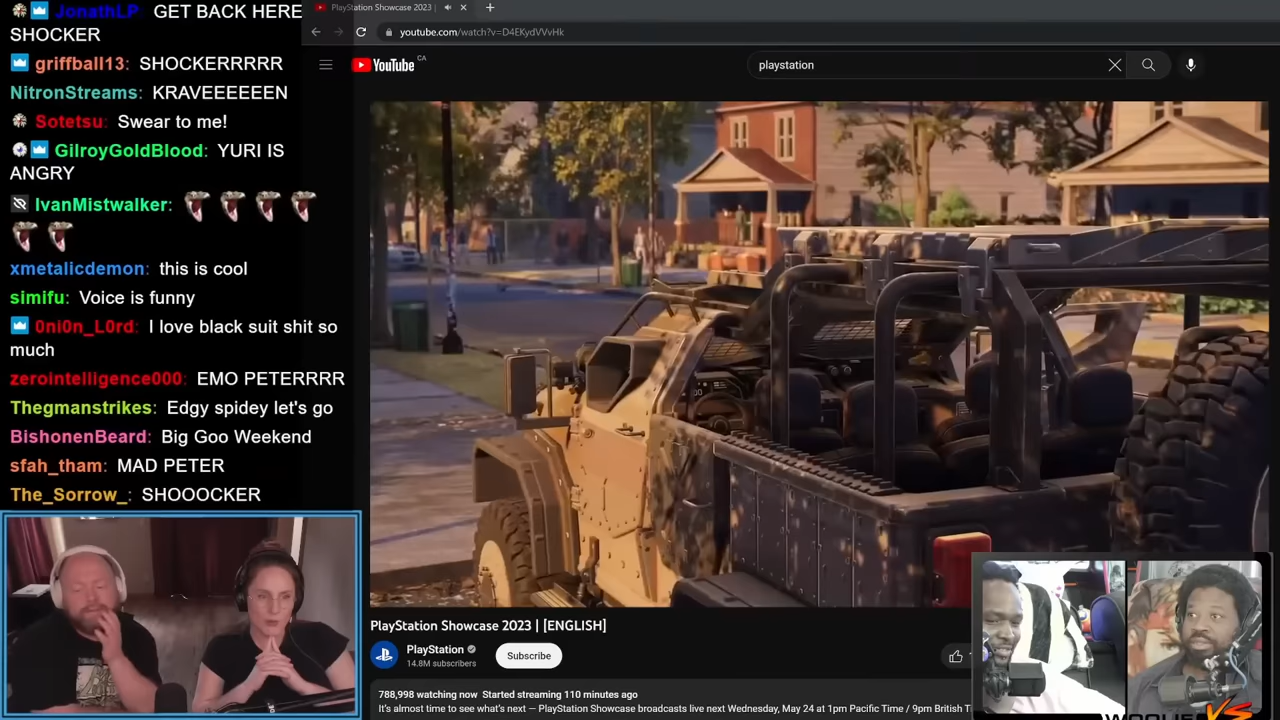 JonathLP GET BACK HERE
SHOCKER
griffball13: SHOCKERRRRR
NitronStreams: KRAVEEEEEEN
Sotetsu: Swear to me!
GilroyGoldBlood: YURI IS
ANGRY
IvanMistwalker:
xmetalicdemon: this is cool
simifu: Voice is funny
0ni0n_L0rd: I love black suit shit so
much
zerointelligence000: EMO PETERRRR
Thegmanstrikes: Edgy spidey let's go
BishonenBeard: Big Goo Weekend
sfah_tham: MAD PETER
The_Sorrow_: SHOOOCKER
PlayStation Showcase 2023 |
youtube.com/watch?v=D4EKydVVvHk
YouTube CA
playstation
PlayStation Showcase 2023 | [ENGLISH]
PlayStation
14.8M subscribers
Subscribe
788,998 watching now Started streaming 110 minutes ago
It's almost time to see what's next — PlayStation Showcase broadcasts live next Wednesday, May 24 at 1pm Pacific Time / 9pm British T
VS